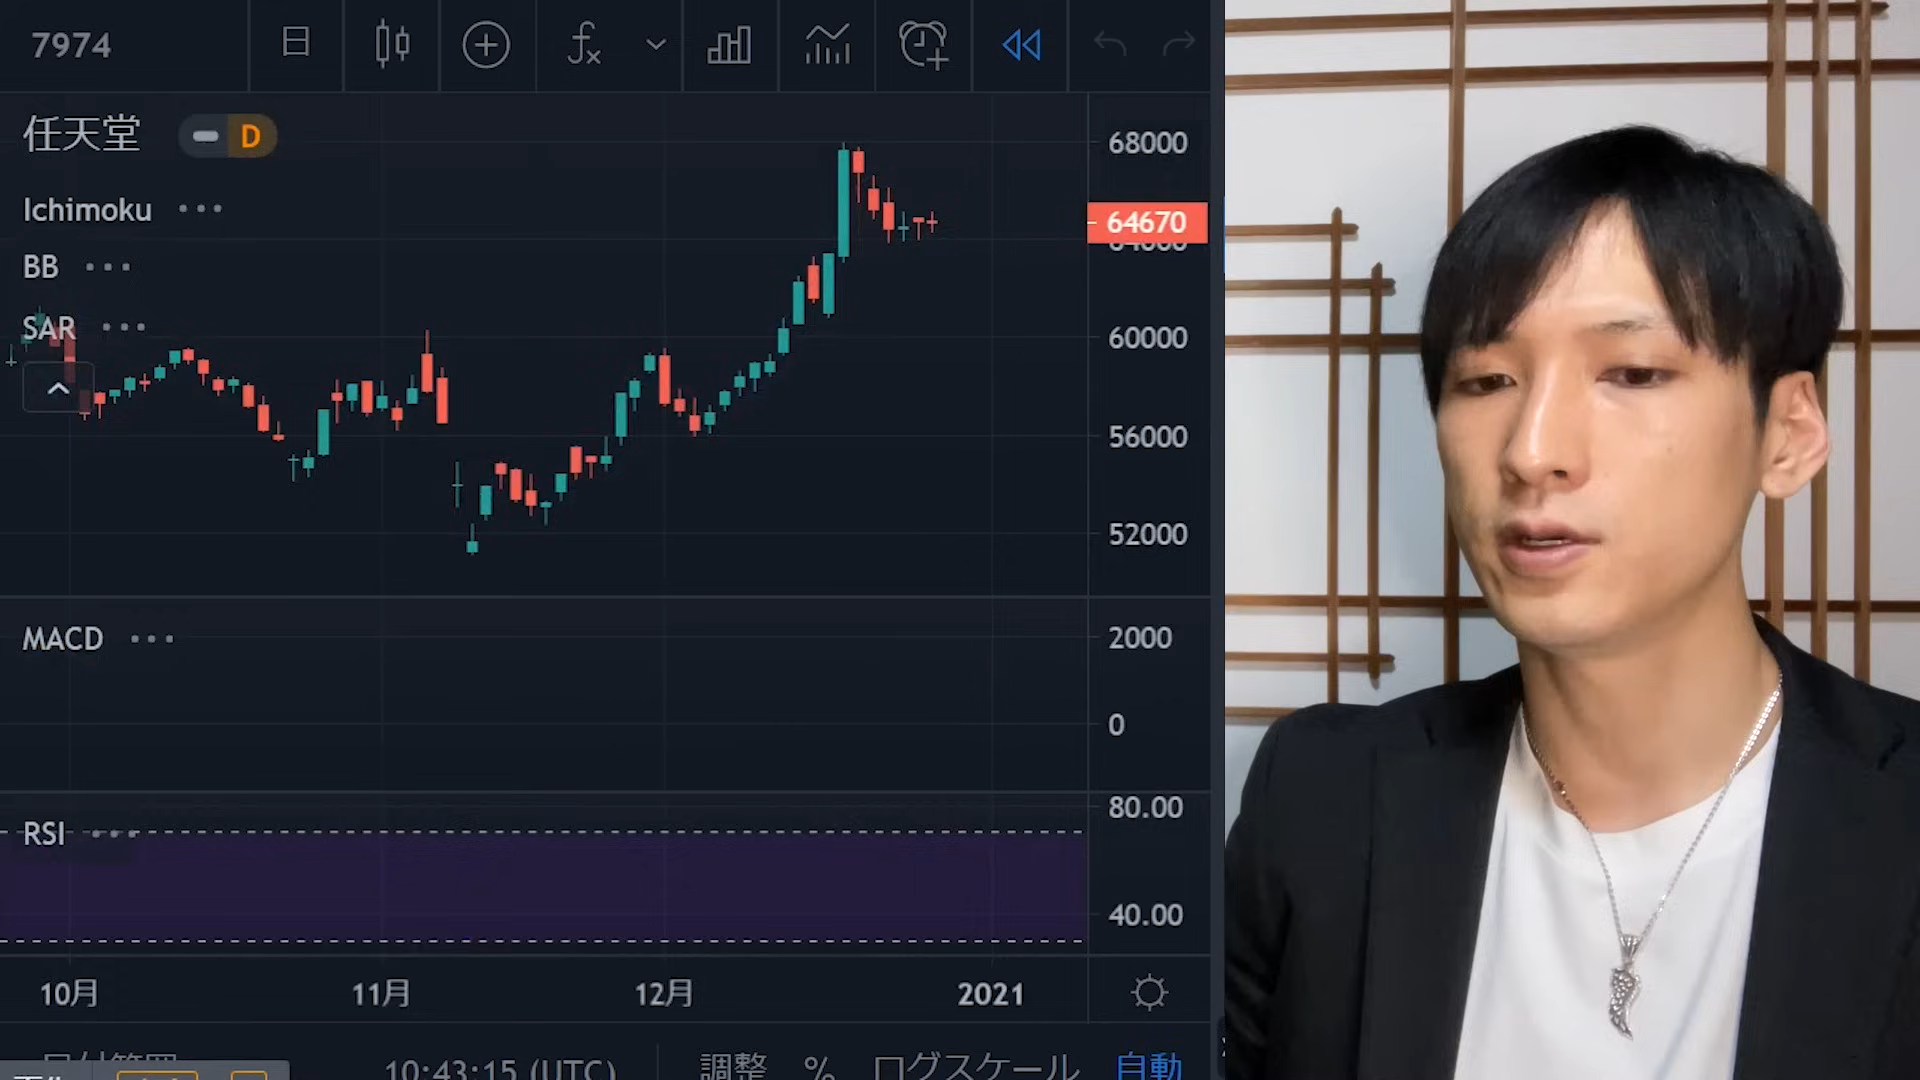 7974
日
fx
任天堂
D
Ichimoku
BB
SAR
68000
64670
60000
56000
52000
MACD
2000
0
RSI
80.00
40.00
10月 11月 12月 2021
10:43:15 (UTC) 調整 % ログスケール 自動